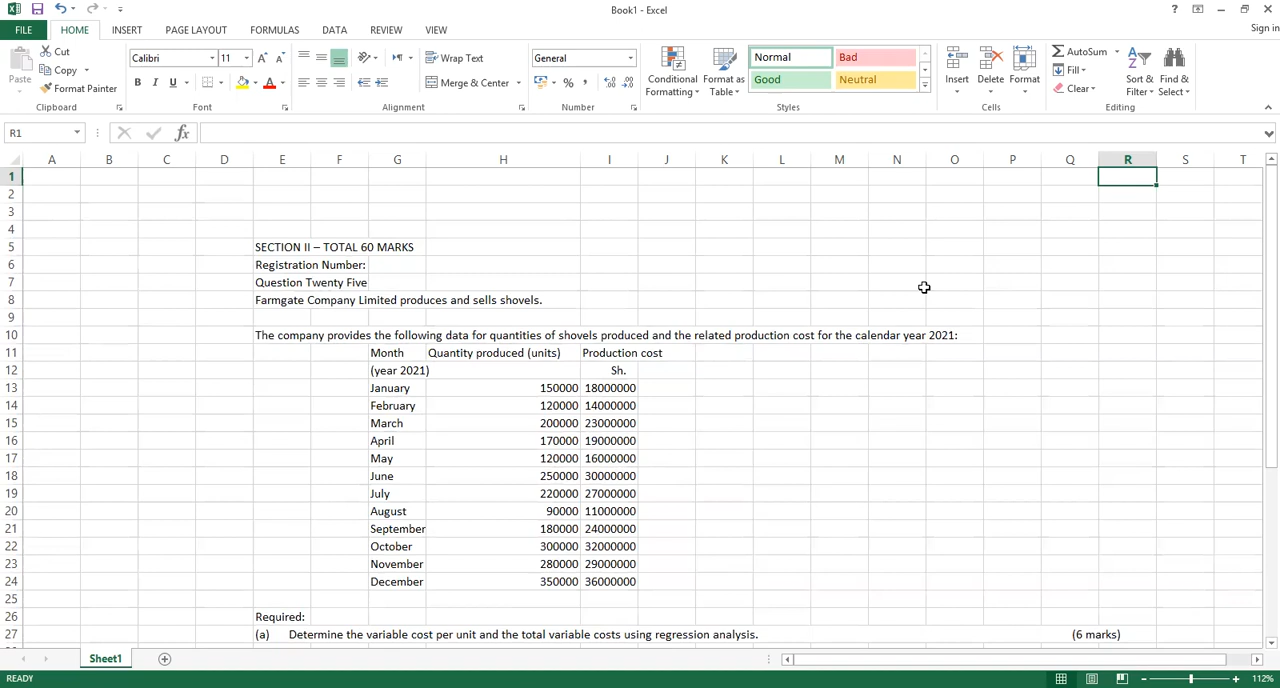 Book1 - Excel
Sign in
FILE HOME INSERT PAGE LAYOUT FORMULAS DATA REVIEW VIEW
Paste
Cut
Copy
Format Painter
Clipboard
Calibri 11
B I U
Font
Wrap Text
Merge & Center
Alignment
General
%
Number
Conditional Formatting
Format as Table
Normal Bad
Good Neutral
Styles
Insert Delete Format
Cells
AutoSum
Fill
Clear
Sort & Filter
Find & Select
Editing
R1
fx
A B C D E F G H I J K L M N O P Q R S T
1
2
3
4
5 SECTION II – TOTAL 60 MARKS
6 Registration Number:
7 Question Twenty Five
8 Farmgate Company Limited produces and sells shovels.
9
10 The company provides the following data for quantities of shovels produced and the related production cost for the calendar year 2021:
11 Month Quantity produced (units) Production cost
12 (year 2021) Sh.
13 January 150000 18000000
14 February 120000 14000000
15 March 200000 23000000
16 April 170000 19000000
17 May 120000 16000000
18 June 250000 30000000
19 July 220000 27000000
20 August 90000 11000000
21 September 180000 24000000
22 October 300000 32000000
23 November 280000 29000000
24 December 350000 36000000
25
26 Required:
27 (a) Determine the variable cost per unit and the total variable costs using regression analysis. (6 marks)
Sheet1
READY
112%